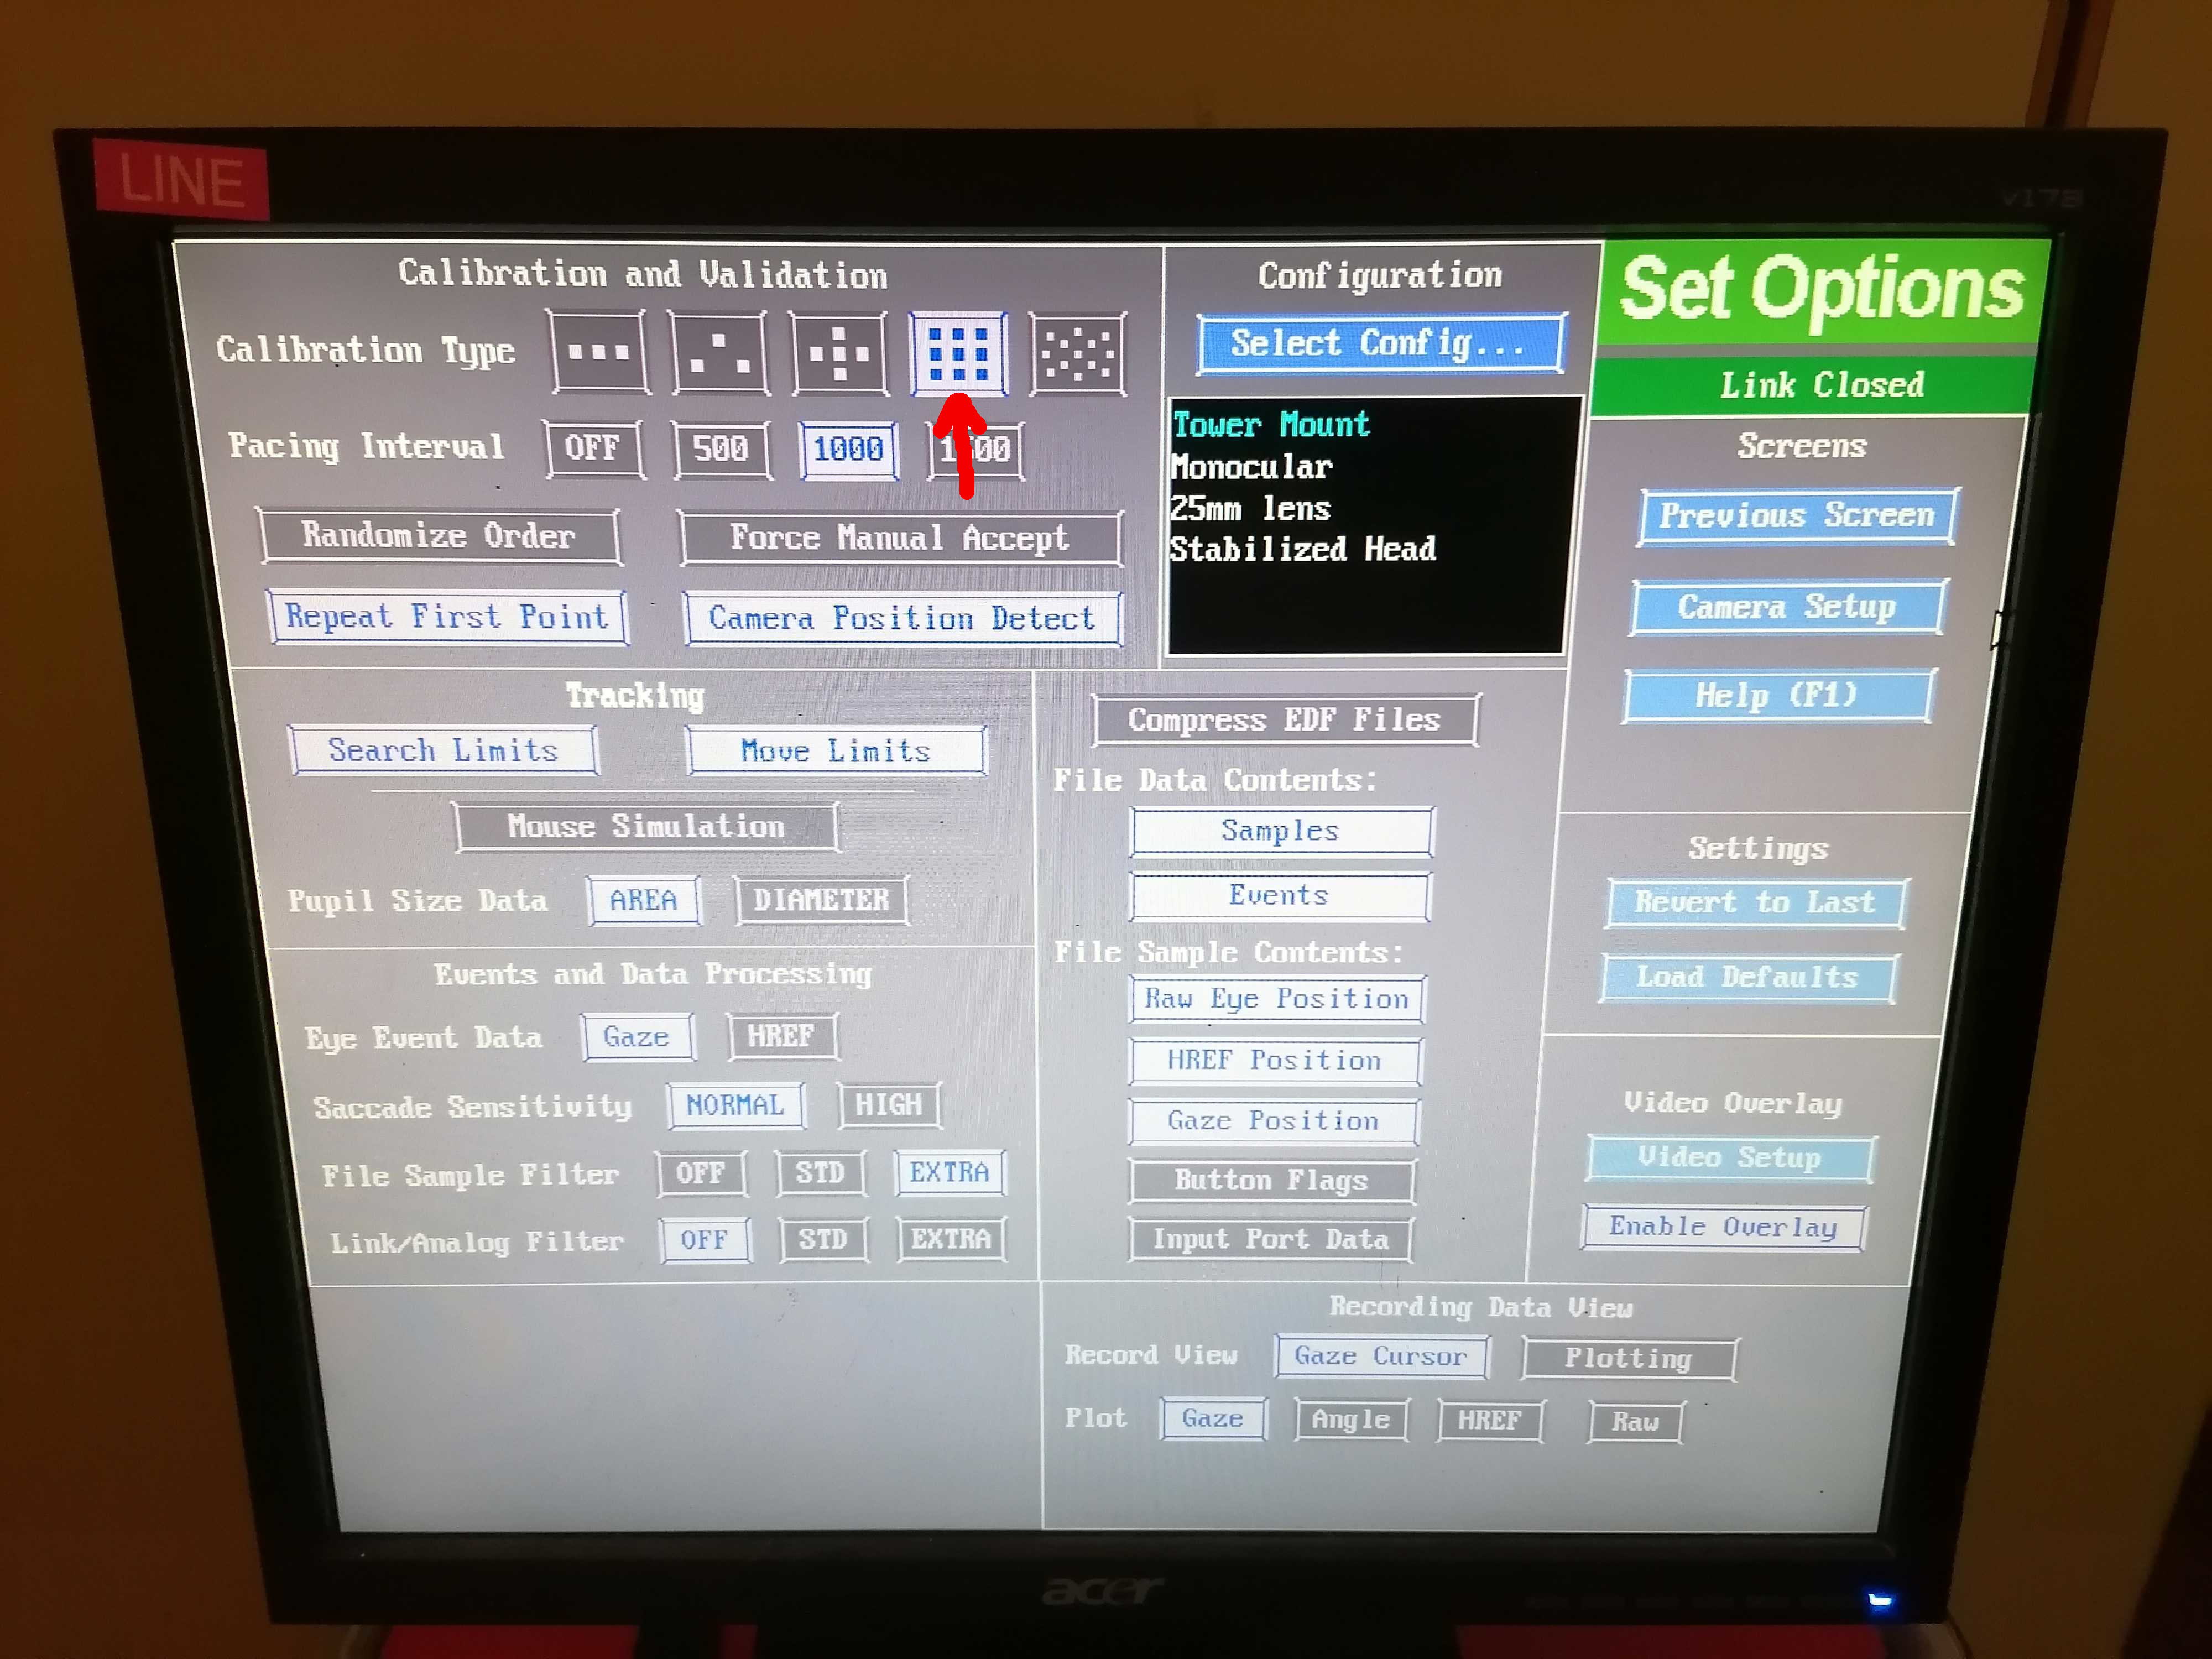 LINE
V173
Calibration and Validation
Calibration Type
Pacing Interval OFF 500 1000
Randomize Order Force Manual Accept
Repeat First Point Camera Position Detect
Configuration
Select Config...
Tower Mount
Monocular
25mm lens
Stabilized Head
Set Options
Link Closed
Screens
Previous Screen
Camera Setup
Help (F1)
Tracking
Search Limits Move Limits
Mouse Simulation
Pupil Size Data AREA DIAMETER
Events and Data Processing
Eye Event Data Gaze HREF
Saccade Sensitivity NORMAL HIGH
File Sample Filter OFF STD EXTRA
Link/Analog Filter OFF STD EXTRA
Compress EDF Files
File Data Contents:
Samples
Events
File Sample Contents:
Raw Eye Position
HREF Position
Gaze Position
Button Flags
Input Port Data
Settings
Revert to Last
Load Defaults
Video Overlay
Video Setup
Enable Overlay
Recording Data View
Record View Gaze Cursor Plotting
Plot Gaze Angle HREF Raw
acer